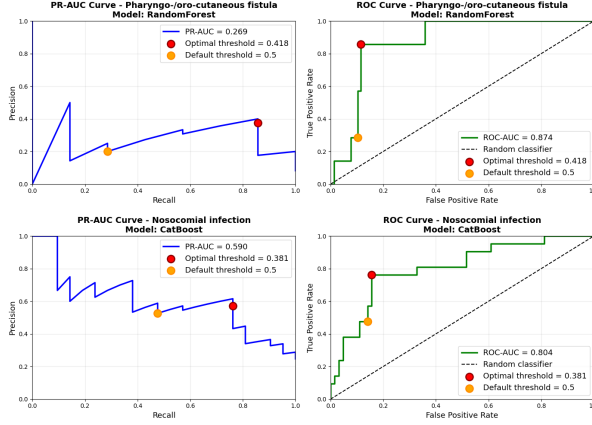 PR-AUC Curve - Pharyngo-/oro-cutaneous fistula
Model: RandomForest
1.0
0.8
0.6
0.4
0.2
0.0
Precision
0.0 0.2 0.4 0.6 0.8 1.0
Recall
PR-AUC = 0.269
Optimal threshold = 0.418
Default threshold = 0.5
ROC Curve - Pharyngo-/oro-cutaneous fistula
Model: RandomForest
1.0
0.8
0.6
0.4
0.2
0.0
True Positive Rate
0.0 0.2 0.4 0.6 0.8 1.0
False Positive Rate
ROC-AUC = 0.874
Random classifier
Optimal threshold = 0.418
Default threshold = 0.5
PR-AUC Curve - Nosocomial infection
Model: CatBoost
1.0
0.8
0.6
0.4
0.2
0.0
Precision
0.0 0.2 0.4 0.6 0.8 1.0
Recall
PR-AUC = 0.590
Optimal threshold = 0.381
Default threshold = 0.5
ROC Curve - Nosocomial infection
Model: CatBoost
1.0
0.8
0.6
0.4
0.2
0.0
True Positive Rate
0.0 0.2 0.4 0.6 0.8 1.0
False Positive Rate
ROC-AUC = 0.804
Random classifier
Optimal threshold = 0.381
Default threshold = 0.5